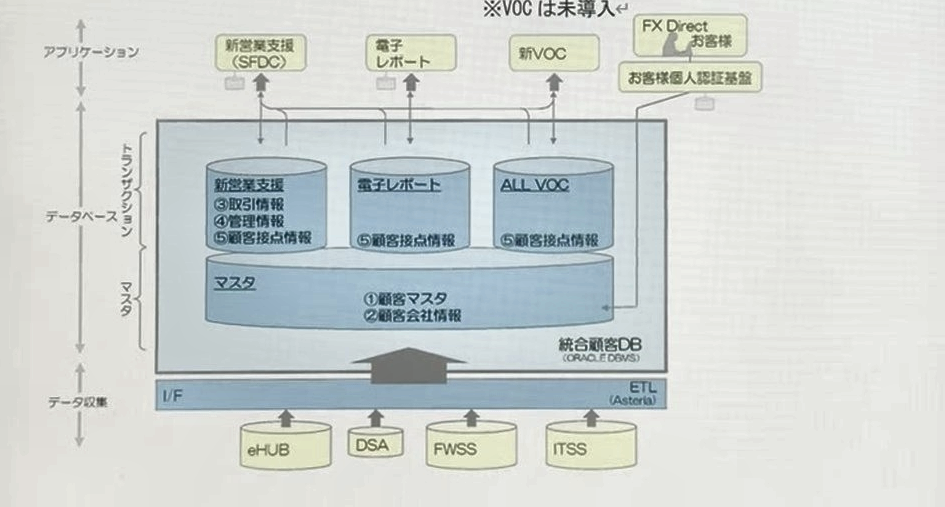 ※VOC は未導入↵
アプリケーション
新営業支援
(SFDC)
電子
レポート
新VOC
FX Direct
お客様
お客様個人認証基盤
データベース
トランザクション
マスタ
新営業支援
③取引情報
④管理情報
⑤顧客接点情報
電子レポート
⑤顧客接点情報
ALL VOC
⑤顧客接点情報
マスタ
①顧客マスタ
②顧客会社情報
統合顧客DB
(ORACLE DBMS)
データ収集
I/F
ETL
(Asteria)
eHUB
DSA
FWSS
ITSS